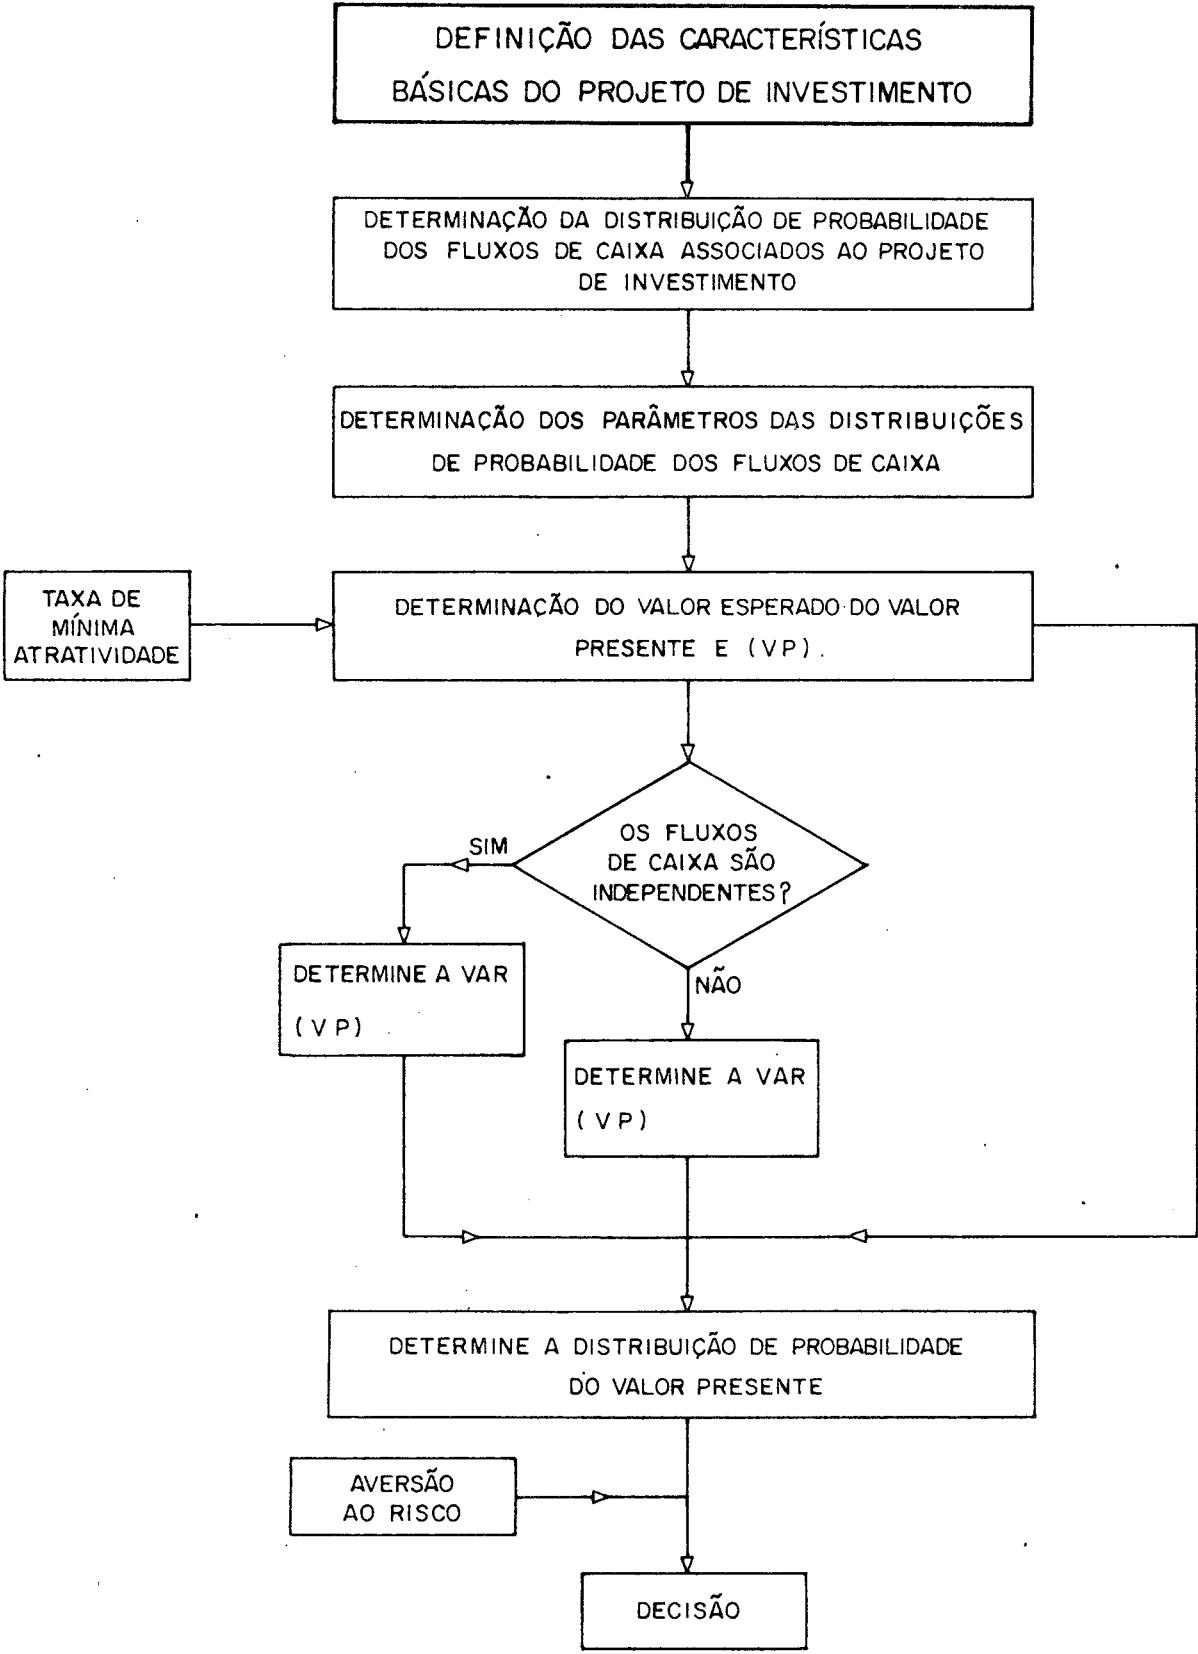 DEFINIÇÃO DAS CARACTERÍSTICAS
BÁSICAS DO PROJETO DE INVESTIMENTO
DETERMINAÇÃO DA DISTRIBUIÇÃO DE PROBABILIDADE
DOS FLUXOS DE CAIXA ASSOCIADOS AO PROJETO
DE INVESTIMENTO
DETERMINAÇÃO DOS PARÂMETROS DAS DISTRIBUIÇÕES
DE PROBABILIDADE DOS FLUXOS DE CAIXA
TAXA DE
MÍNIMA
ATRATIVIDADE
DETERMINAÇÃO DO VALOR ESPERADO DO VALOR
PRESENTE E (VP).
OS FLUXOS
DE CAIXA SÃO
INDEPENDENTES?
SIM
DETERMINE A VAR
(VP)
NÃO
DETERMINE A VAR
(VP)
DETERMINE A DISTRIBUIÇÃO DE PROBABILIDADE
DO VALOR PRESENTE
AVERSÃO
AO RISCO
DECISÃO